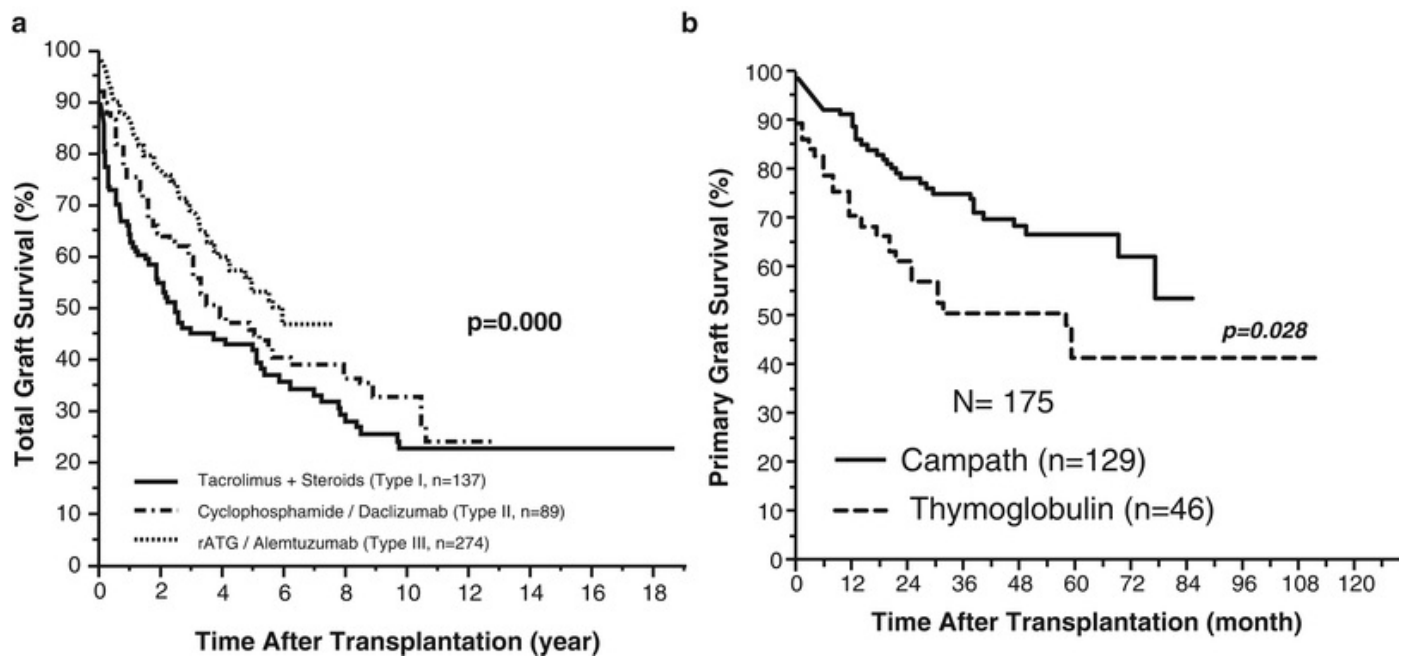 a
Total Graft Survival (%)
100
90
80
70
60
50
40
30
20
10
0
p=0.000
Tacrolimus + Steroids (Type I, n=137)
Cyclophosphamide / Daclizumab (Type II, n=89)
rATG / Alemtuzumab (Type III, n=274)
0 2 4 6 8 10 12 14 16 18
Time After Transplantation (year)
b
Primary Graft Survival (%)
100
90
80
70
60
50
40
30
20
10
0
p=0.028
N= 175
Campath (n=129)
Thymoglobulin (n=46)
0 12 24 36 48 60 72 84 96 108 120
Time After Transplantation (month)